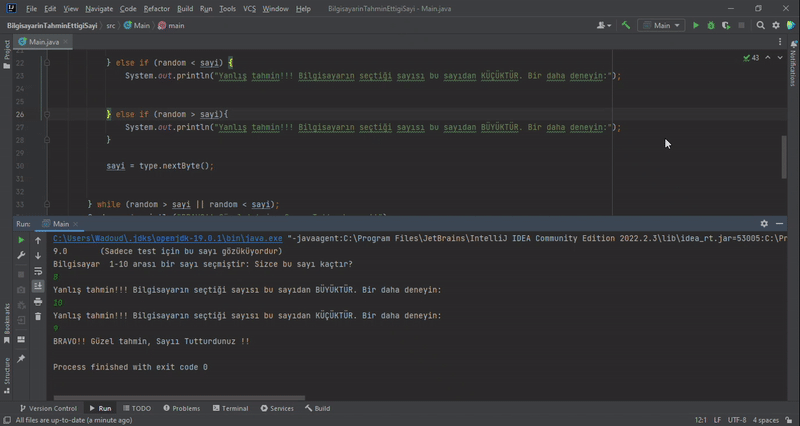 File Edit View Navigate Code Refactor Build Run Tools VCS Window Help BilgisayarinTahminEttigiSayi - Main.java
BilgisayarinTahminEttigiSayi src Main main Main
Project
Main.java
Notifications
22 } else if (random < sayi) {
43
23 System.out.println("Yanlış tahmin!!! Bilgisayarın seçtiği sayısı bu sayıdan KÜÇÜKTÜR. Bir daha deneyin:");
24
25
26 } else if (random > sayi){
27 System.out.println("Yanlış tahmin!!! Bilgisayarın seçtiği sayısı bu sayıdan BÜYÜKTÜR. Bir daha deneyin:");
28 }
29
30 sayi = type.nextByte();
31
32
33 } while (random > sayi || random < sayi);
Run: Main
C:\Users\Wadoud\.jdks\openjdk-19.0.1\bin\java.exe "-javaagent:C:\Program Files\JetBrains\IntelliJ IDEA Community Edition 2022.2.3\lib\idea_rt.jar=53005:C:\Pr
9.0 (Sadece test için bu sayı gözüküyordur)
Bilgisayar 1-10 arası bir sayı seçmiştir: Sizce bu sayı kaçtır?
8
Yanlış tahmin!!! Bilgisayarın seçtiği sayısı bu sayıdan BÜYÜKTÜR. Bir daha deneyin:
10
Yanlış tahmin!!! Bilgisayarın seçtiği sayısı bu sayıdan KÜÇÜKTÜR. Bir daha deneyin:
9
BRAVO!! Güzel tahmin, Sayıı Tutturdunuz !!
Process finished with exit code 0
Bookmarks
Structure
Version Control Run TODO Problems Terminal Services Build
All files are up-to-date (a minute ago) 12:1 LF UTF-8 4 spaces